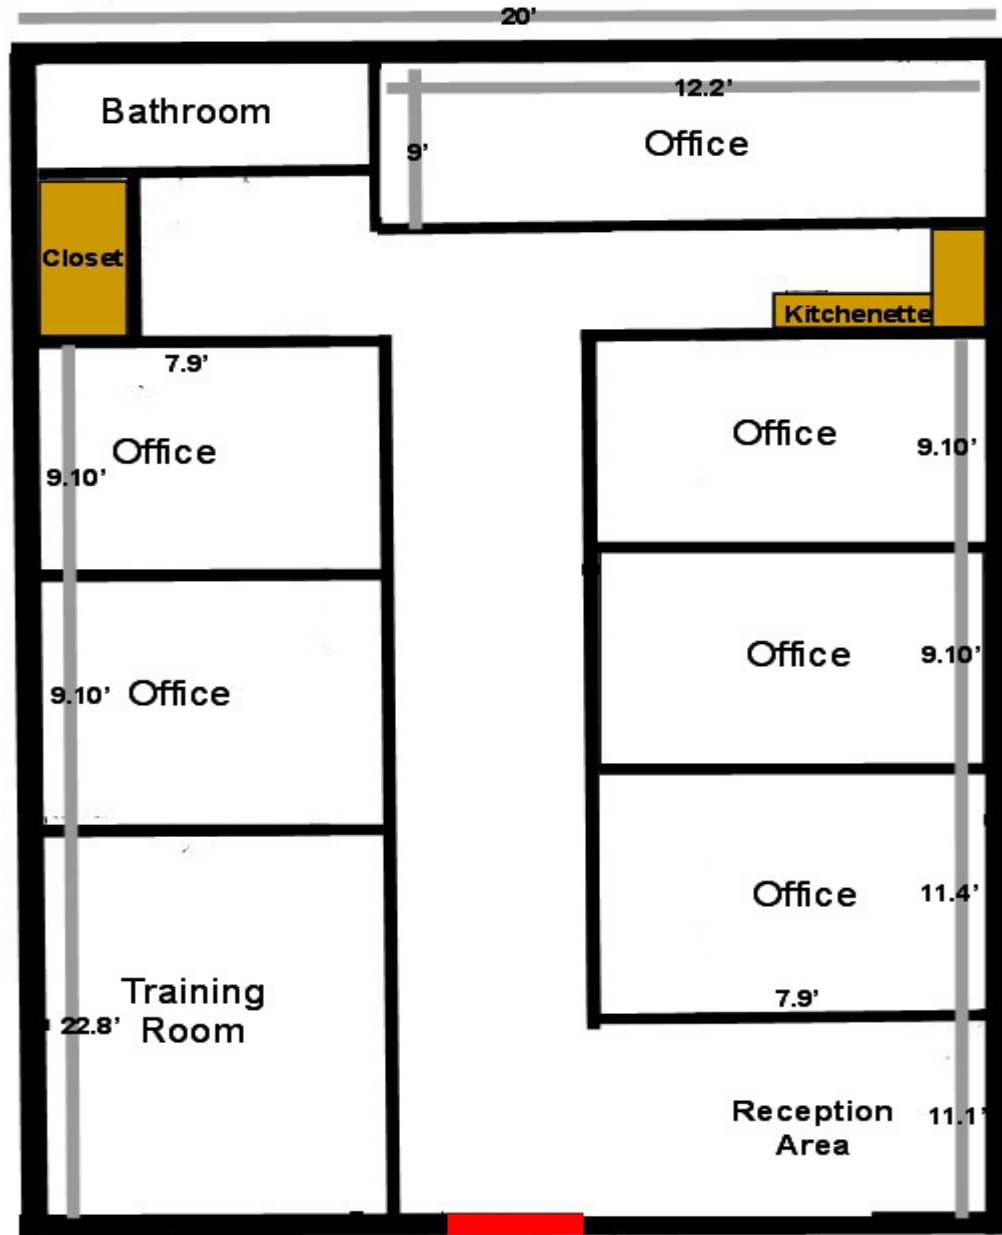 20'
Bathroom
12.2'
Office
9'
Closet
Kitchenette
7.9'
Office
9.10'
Office
9.10'
Office
9.10'
Office
9.10'
Office
11.4'
7.9'
Training
Room
22.8'
Reception
Area
11.1'